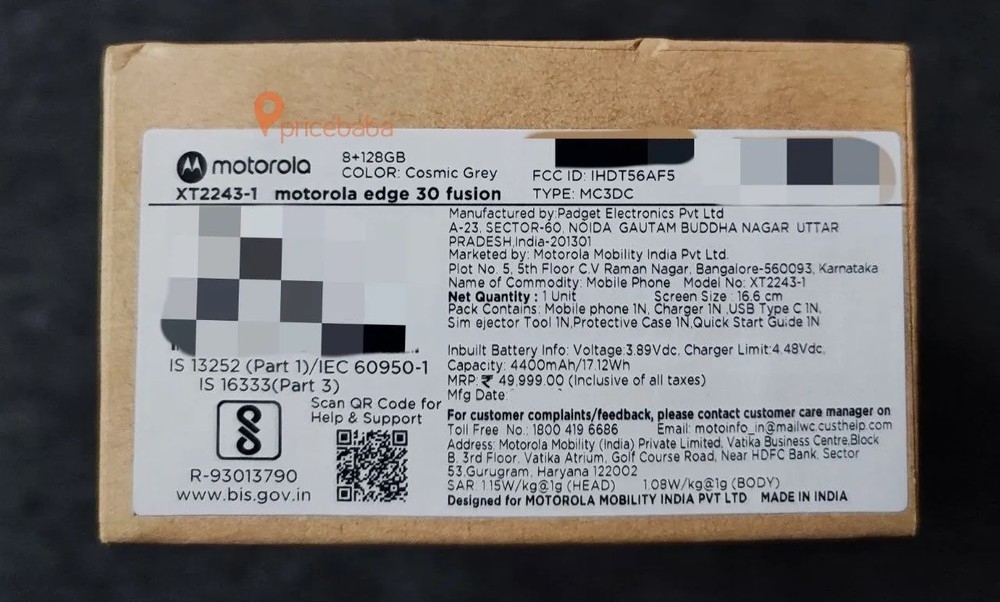 pricebaba
motorola
8+128GB
COLOR: Cosmic Grey
FCC ID: IHDT56AF5
XT2243-1 motorola edge 30 fusion
TYPE: MC3DC
Manufactured by:Padget Electronics Pvt Ltd
A-23, SECTOR-60, NOIDA GAUTAM BUDDHA NAGAR UTTAR
PRADESH,India-201301
Marketed by: Motorola Mobility India Pvt Ltd.
Plot No. 5, 5th Floor C.V Raman Nagar, Bangalore-560093, Karnataka
Name of Commodity: Mobile Phone Model No: XT2243-1
Net Quantity : 1 Unit Screen Size : 16.6 cm
Pack Contains: Mobile phone 1N, Charger 1N ,USB Type C 1N,
Sim ejector Tool 1N,Protective Case 1N,Quick Start Guide 1N
Inbuilt Battery Info: Voltage:3.89Vdc, Charger Limit:4.48Vdc,
Capacity: 4400mAh/17.12Wh
MRP: ₹ 49,999.00 (Inclusive of all taxes)
Mfg Date:
IS 13252 (Part 1)/IEC 60950-1
IS 16333(Part 3)
Scan QR Code for
Help & Support
R-93013790
www.bis.gov.in
For customer complaints/feedback, please contact customer care manager on
Toll Free No.: 1800 419 6686 Email: motoinfo_in@mailwc.custhelp.com
Address: Motorola Mobility (India) Private Limited, Vatika Business Centre,Block
B, 3rd Floor, Vatika Atrium, Golf Course Road, Near HDFC Bank, Sector
53,Gurugram, Haryana 122002
SAR: 1.15W/kg@1g (HEAD) 1.08W/kg@1g (BODY)
Designed for MOTOROLA MOBILITY INDIA PVT LTD MADE IN INDIA